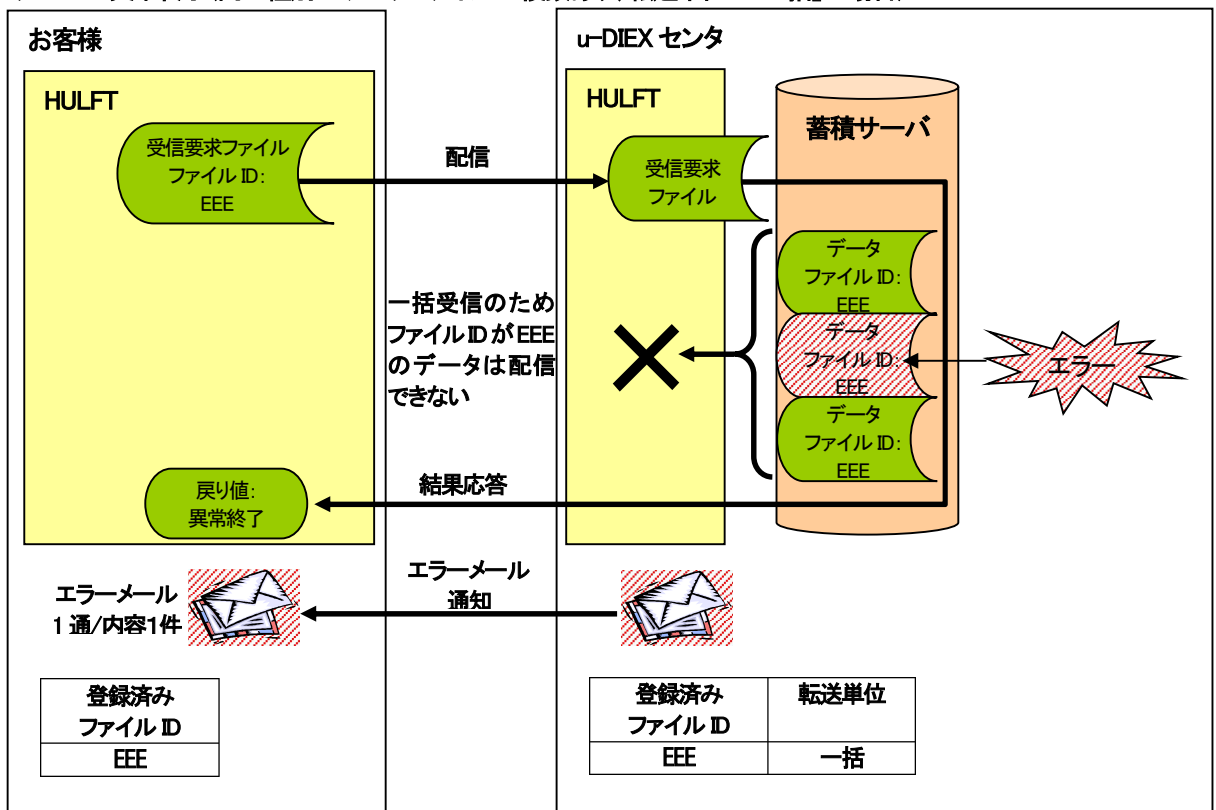 お客様
u-DIEX センタ
HULFT
HULFT
蓄積サーバ
受信要求ファイル
ファイル ID:
EEE
配信
受信要求
ファイル
データ
ファイル ID:
EEE
データ
ファイル ID:
EEE
データ
ファイル ID:
EEE
エラー
一括受信のため
ファイル ID が EEE
のデータは配信
できない
戻り値:
異常終了
結果応答
エラーメール
1 通/内容1件
エラーメール
通知
登録済み
ファイル ID
EEE
登録済み
ファイル ID
転送単位
EEE
一括